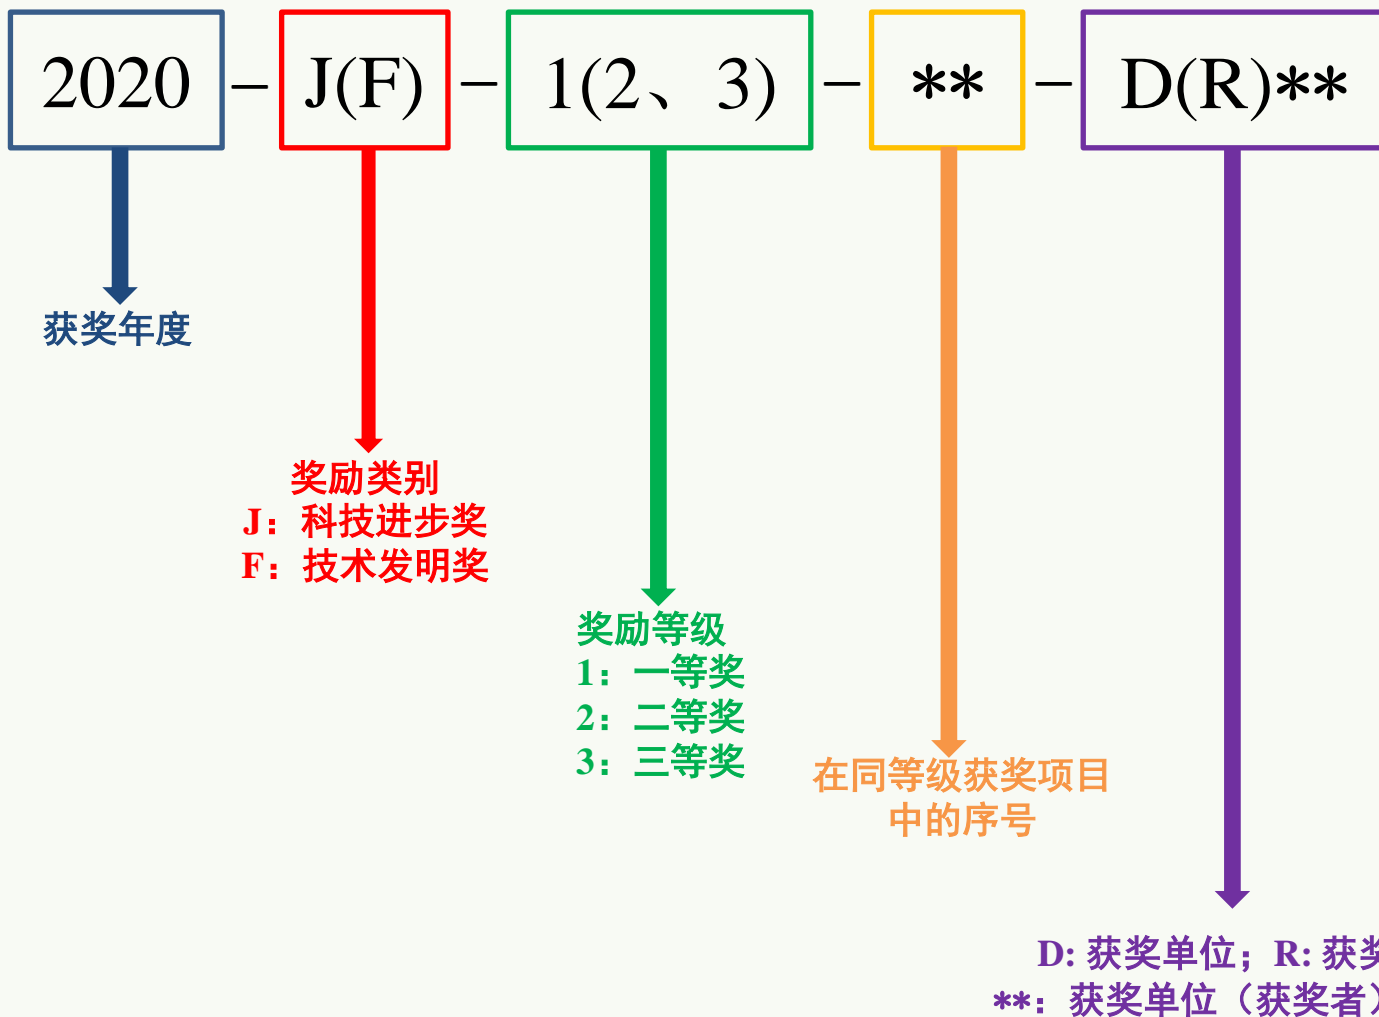 2020 – J(F) – 1(2、3) – ** – D(R)**
获奖年度
奖励类别
J：科技进步奖
F：技术发明奖
奖励等级
1：一等奖
2：二等奖
3：三等奖
在同等级获奖项目
中的序号
D: 获奖单位；R: 获奖
**：获奖单位（获奖者）